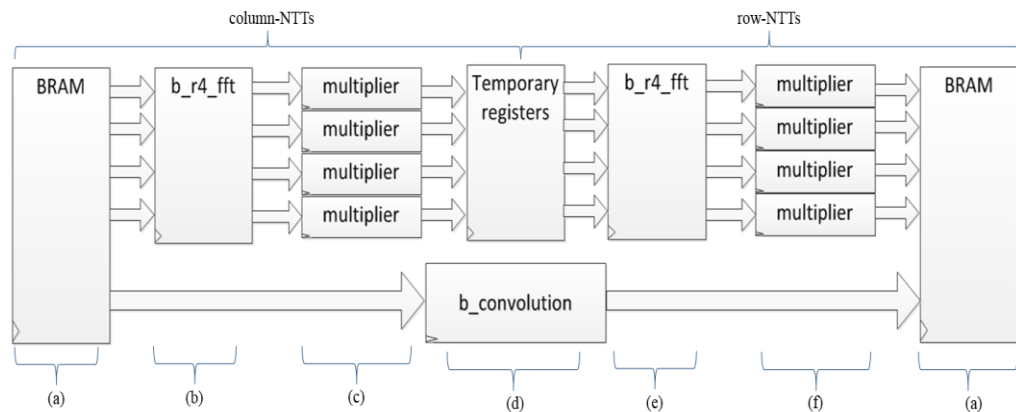 column-NTTs
row-NTTs
BRAM
b_r4_fft
multiplier
multiplier
multiplier
multiplier
Temporary
registers
b_r4_fft
multiplier
multiplier
multiplier
multiplier
BRAM
b_convolution
(a)
(b)
(c)
(d)
(e)
(f)
(a)